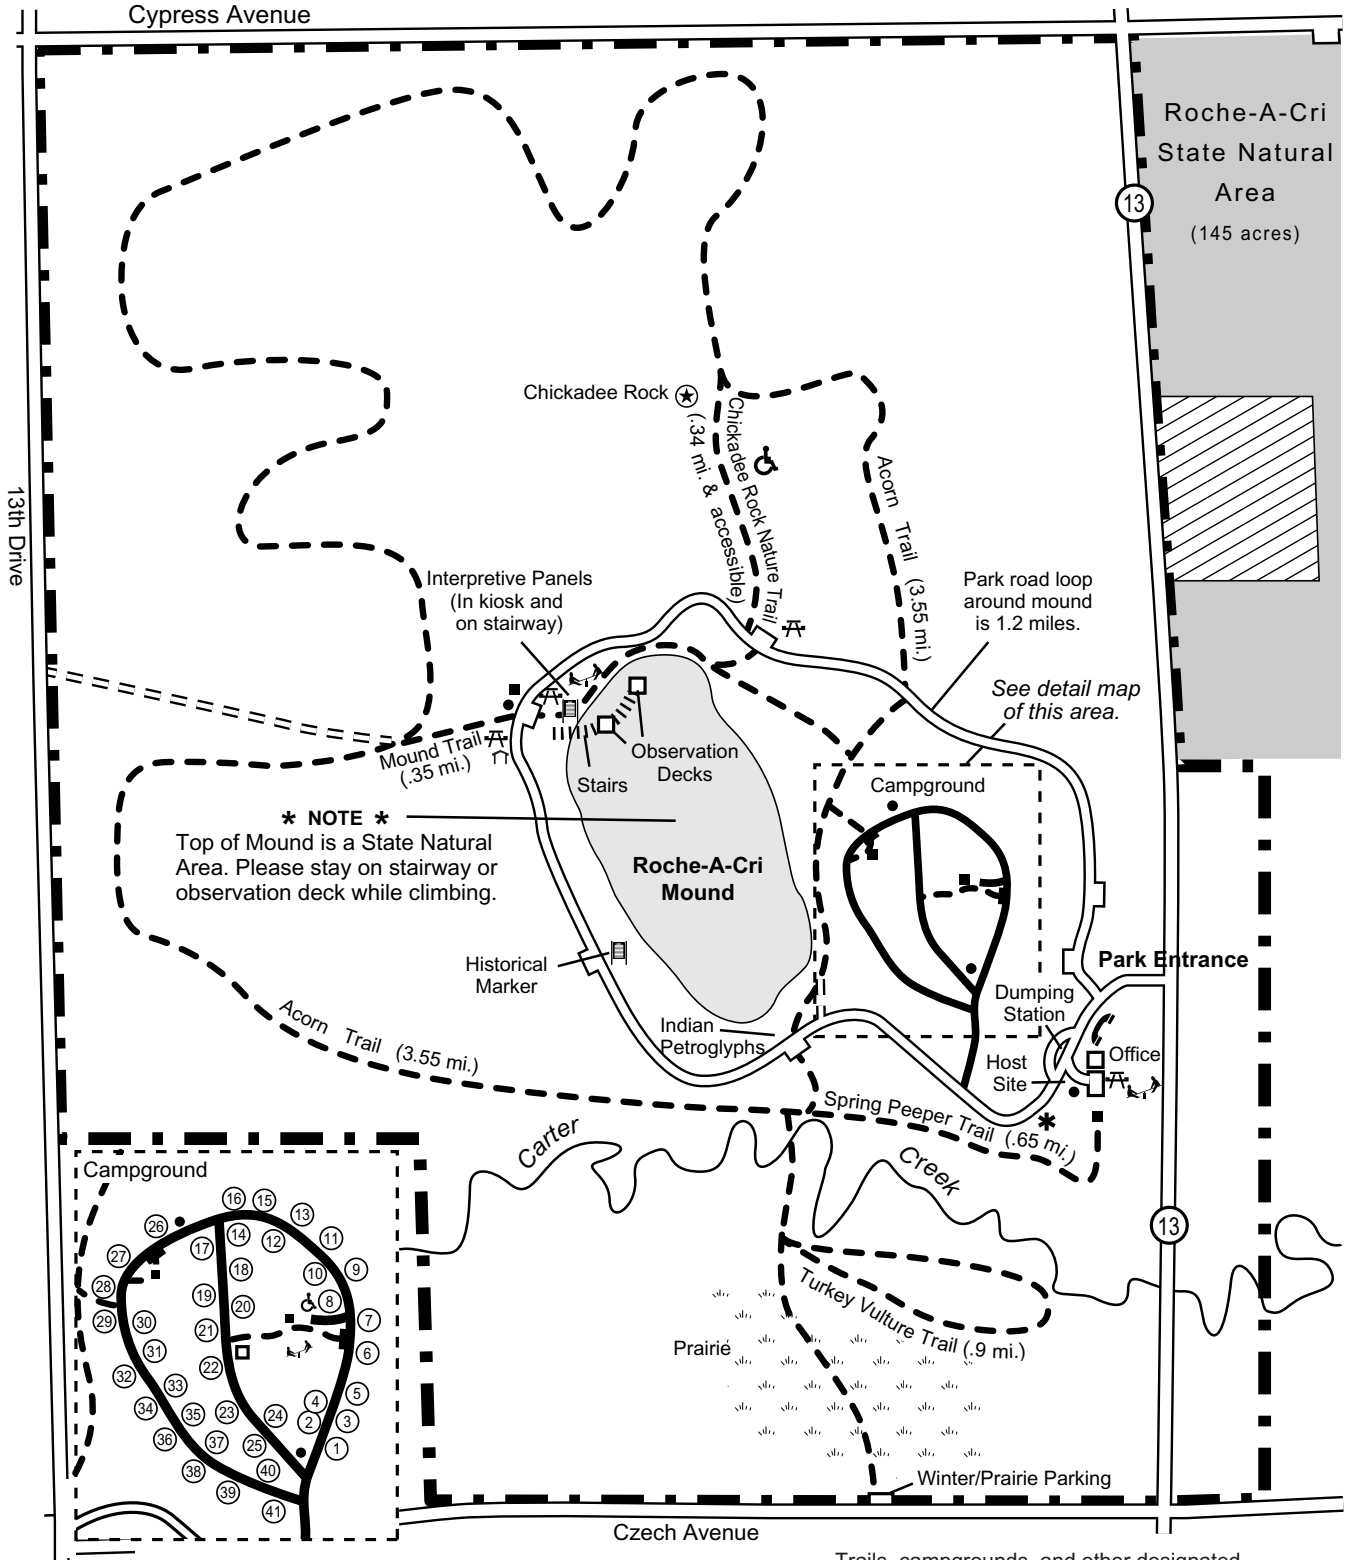 Cypress Avenue
Roche-A-Cri
State Natural
Area
(145 acres)
13
Chickadee Rock
Chickadee Rock Nature Trail
(.34 mi. & accessible)
Acorn Trail (3.55 mi.)
13th Drive
Interpretive Panels
(In kiosk and
on stairway)
Park road loop
around mound
is 1.2 miles.
See detail map
of this area.
Mound Trail
(.35 mi.)
Observation
Decks
Stairs
Campground
* NOTE *
Top of Mound is a State Natural
Area. Please stay on stairway or
observation deck while climbing.
Roche-A-Cri
Mound
Historical
Marker
Park Entrance
Dumping
Station
Indian
Petroglyphs
Office
Host
Site
Acorn Trail (3.55 mi.)
Spring Peeper Trail (.65 mi.)
*
Carter
Creek
13
Turkey Vulture Trail (.9 mi.)
Prairie
Winter/Prairie Parking
Czech Avenue
Campground
16
15
13
26
14
12
11
17
27
18
10
9
28
19
20
8
29
30
21
7
31
22
6
32
33
5
34
35
23
24
4
2
3
36
37
25
1
38
40
39
41
Trails, campgrounds, and other designated